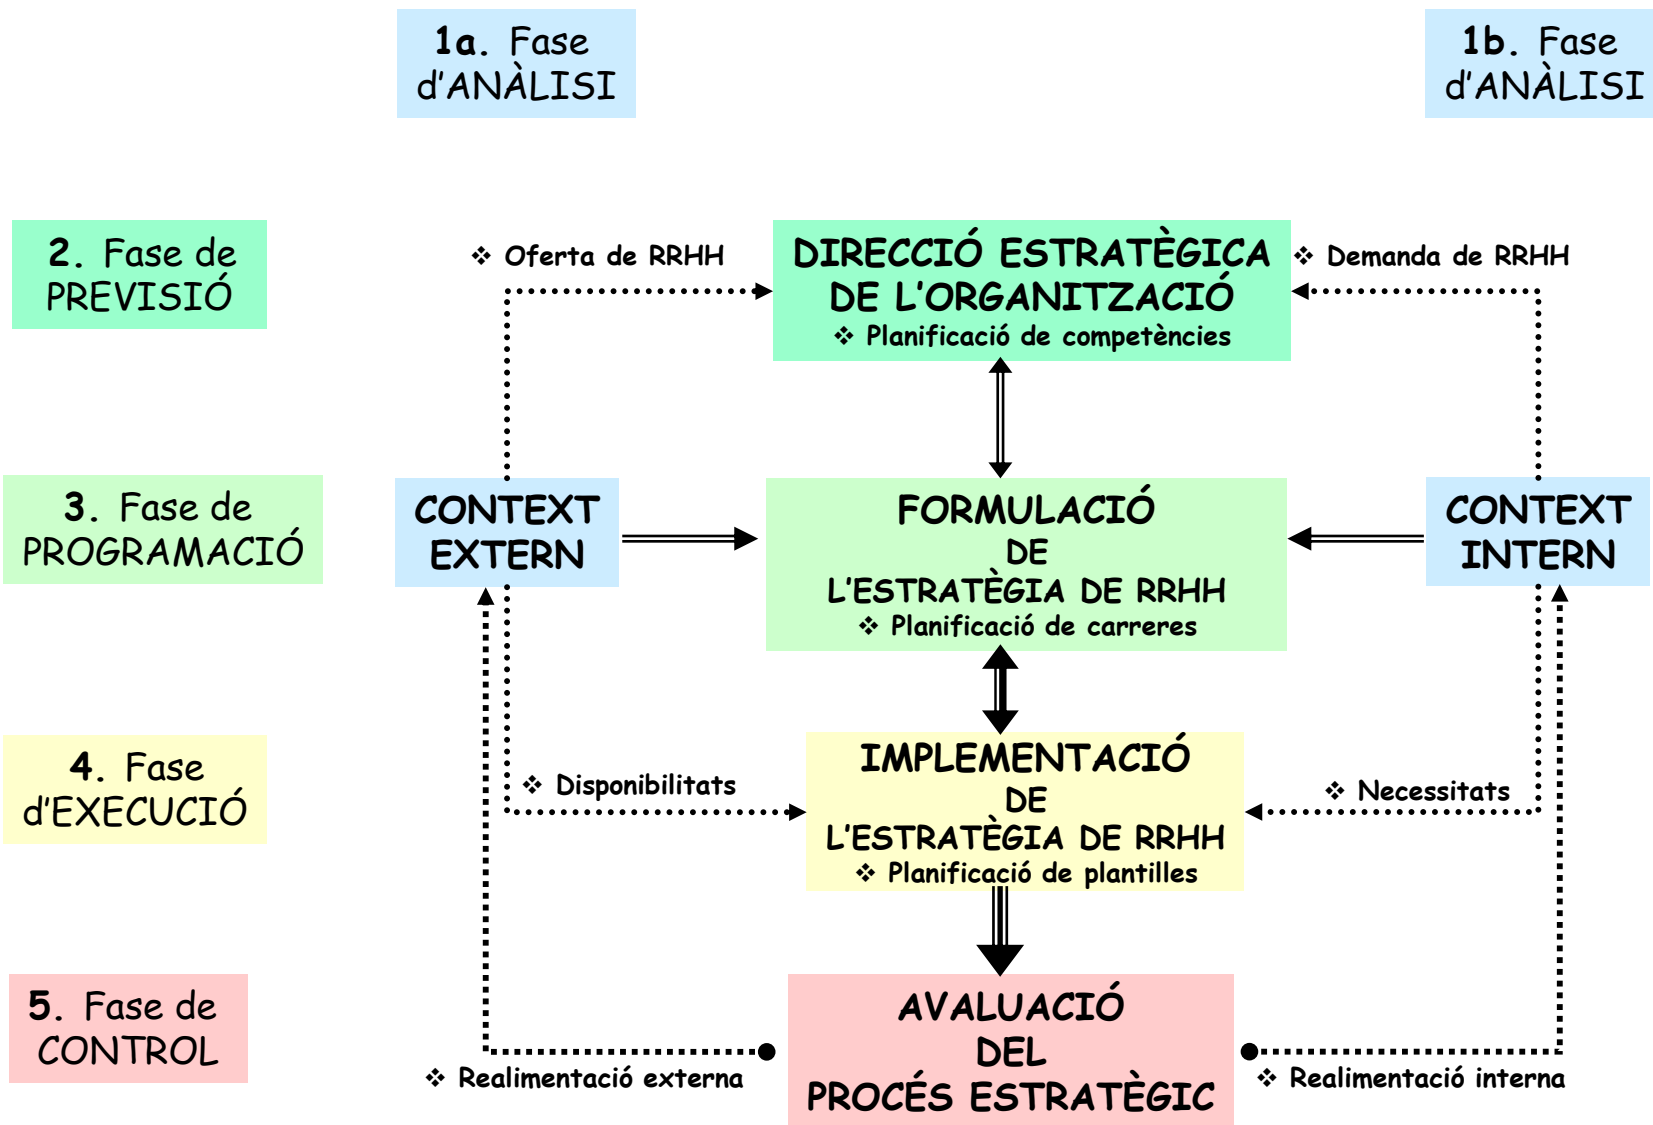 1a. Fase
d'ANÀLISI
1b. Fase
d'ANÀLISI
2. Fase de
PREVISIÓ
❖ Oferta de RRHH
DIRECCIÓ ESTRATÈGICA
DE L'ORGANITZACIÓ
❖ Planificació de competències
❖ Demanda de RRHH
3. Fase de
PROGRAMACIÓ
CONTEXT
EXTERN
FORMULACIÓ
DE
L'ESTRATÈGIA DE RRHH
❖ Planificació de carreres
CONTEXT
INTERN
4. Fase
d'EXECUCIÓ
❖ Disponibilitats
IMPLEMENTACIÓ
DE
L'ESTRATÈGIA DE RRHH
❖ Planificació de plantilles
❖ Necessitats
5. Fase de
CONTROL
❖ Realimentació externa
AVALUACIÓ
DEL
PROCÉS ESTRATÈGIC
❖ Realimentació interna